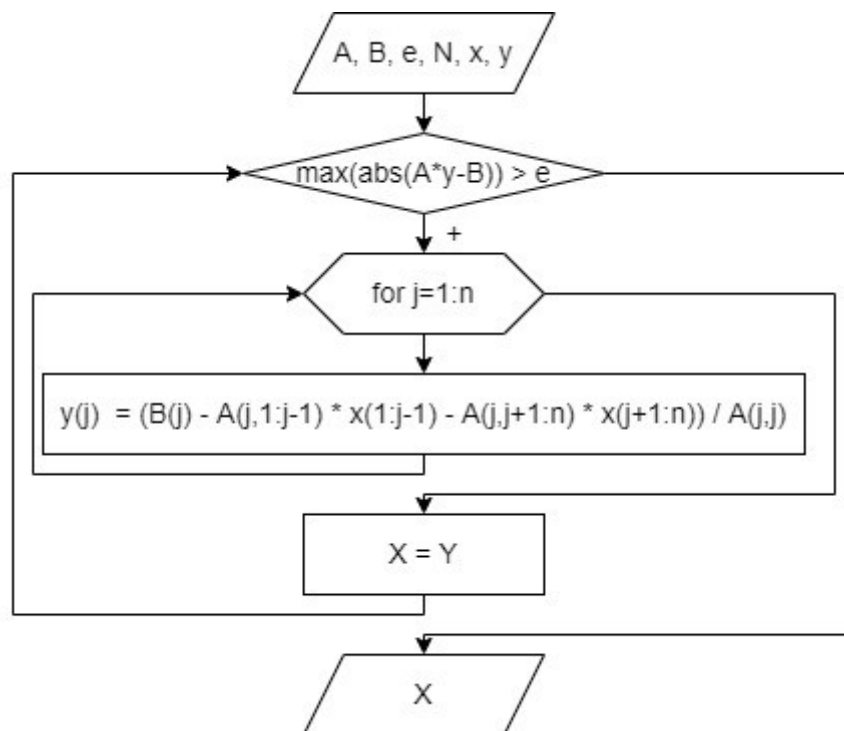 A, B, e, N, x, y
max(abs(A*y-B)) > e
+
for j=1:n
y(j) = (B(j) - A(j,1:j-1) * x(1:j-1) - A(j,j+1:n) * x(j+1:n)) / A(j,j)
X = Y
X